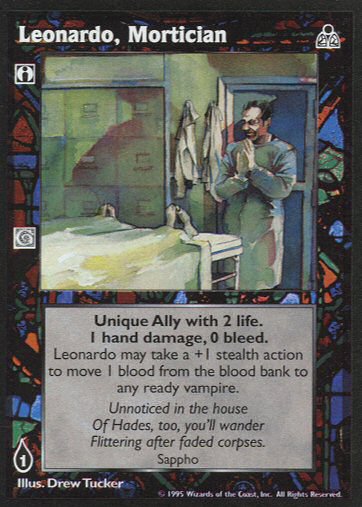 Leonardo, Mortician
Unique Ally with 2 life.
1 hand damage, 0 bleed.
Leonardo may take a +1 stealth action
to move 1 blood from the blood bank to
any ready vampire.
Unnoticed in the house
Of Hades, too, you'll wander
Flittering after faded corpses.
Sappho
1
Illus. Drew Tucker
© 1995 Wizards of the Coast, Inc. All Rights Reserved.